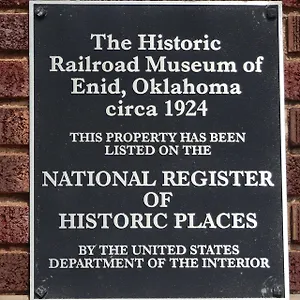 The Historic
Railroad Museum of
Enid, Oklahoma
circa 1924
THIS PROPERTY HAS BEEN
LISTED ON THE
NATIONAL REGISTER
OF
HISTORIC PLACES
BY THE UNITED STATES
DEPARTMENT OF THE INTERIOR